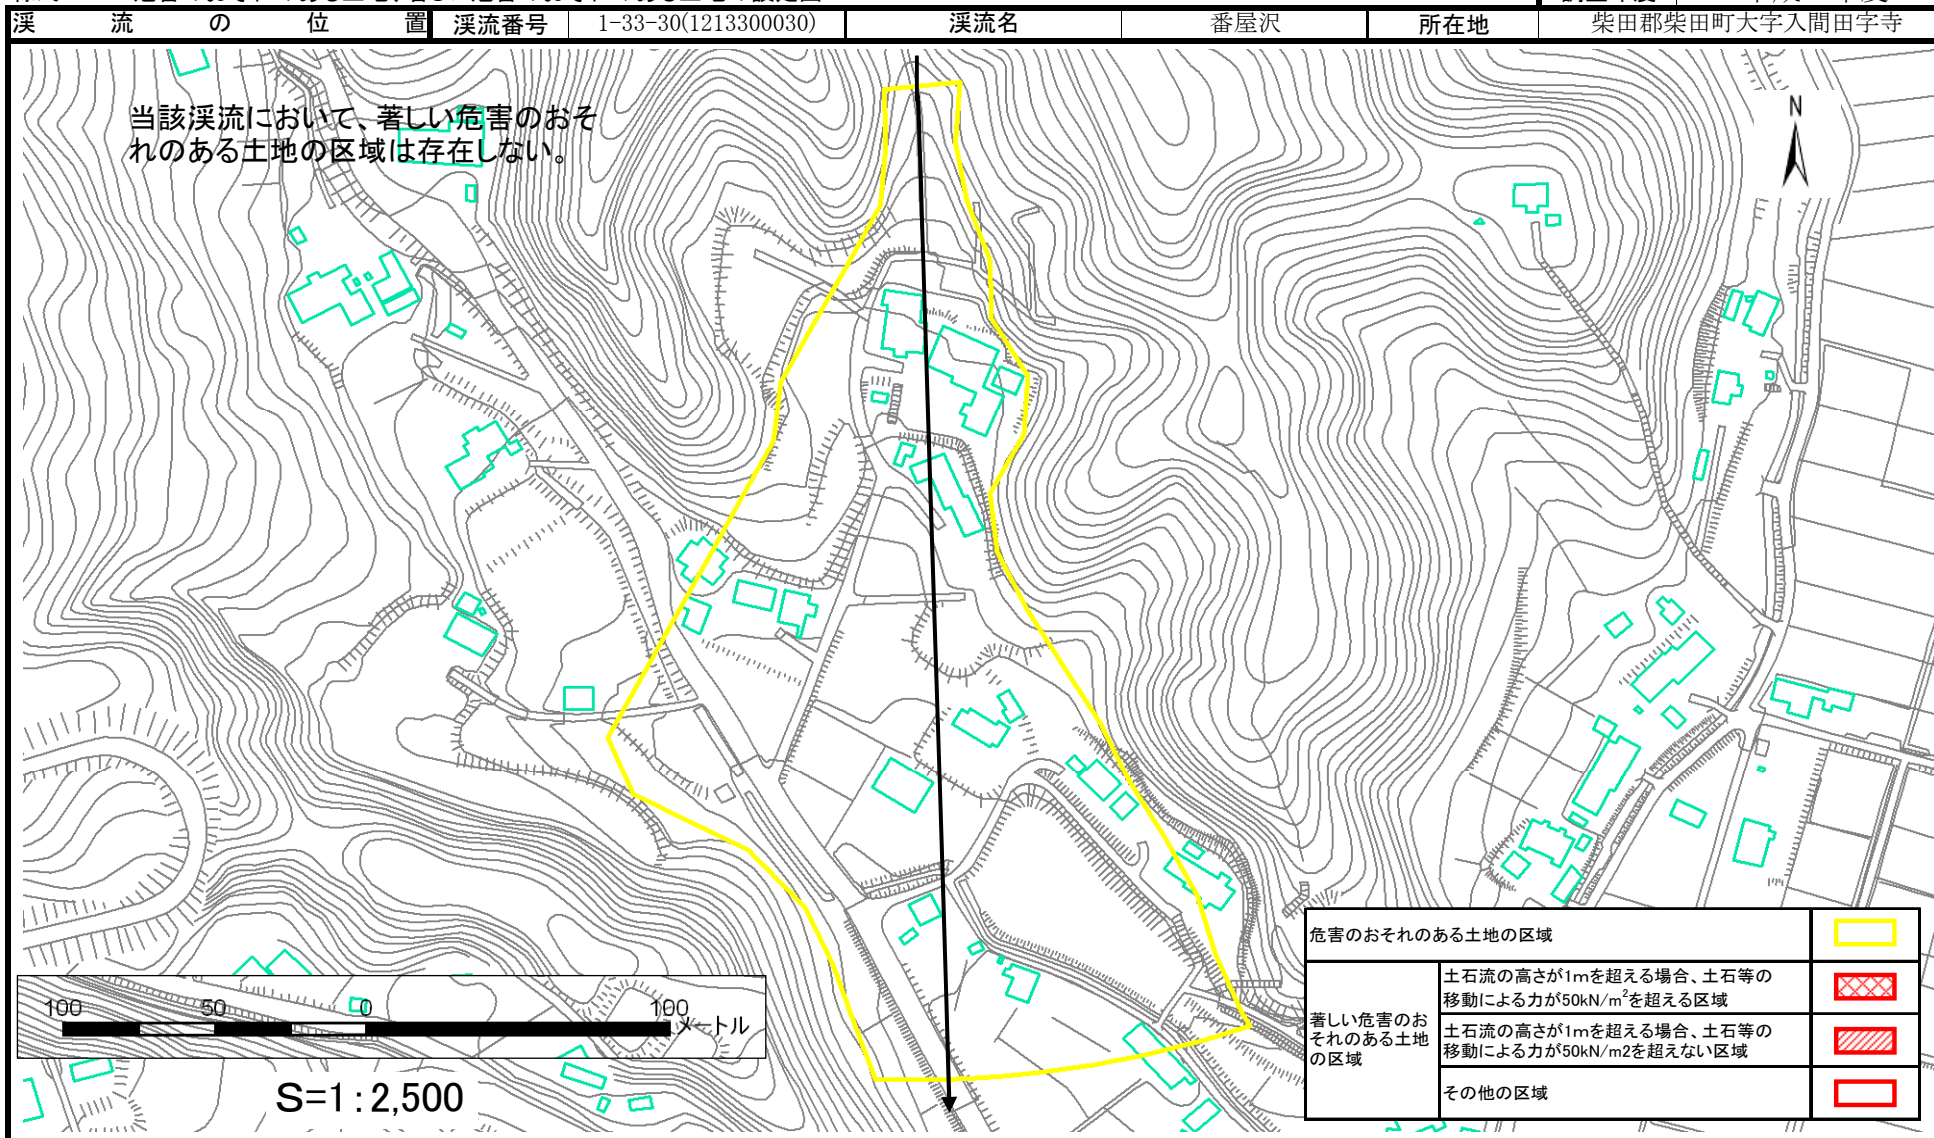 渓流の位置 渓流番号 1-33-30(1213300030) 渓流名 番屋沢 所在地 柴田郡柴田町大字入間田字寺
当該渓流において、著しい危害のおそ
れのある土地の区域は存在しない。
N
危害のおそれのある土地の区域
著しい危害のお
それのある土地
の区域
土石流の高さが1mを超える場合、土石等の
移動による力が50kN/m²を超える区域
土石流の高さが1mを超える場合、土石等の
移動による力が50kN/m2を超えない区域
その他の区域
100 50 0 100 メートル
S=1:2,500